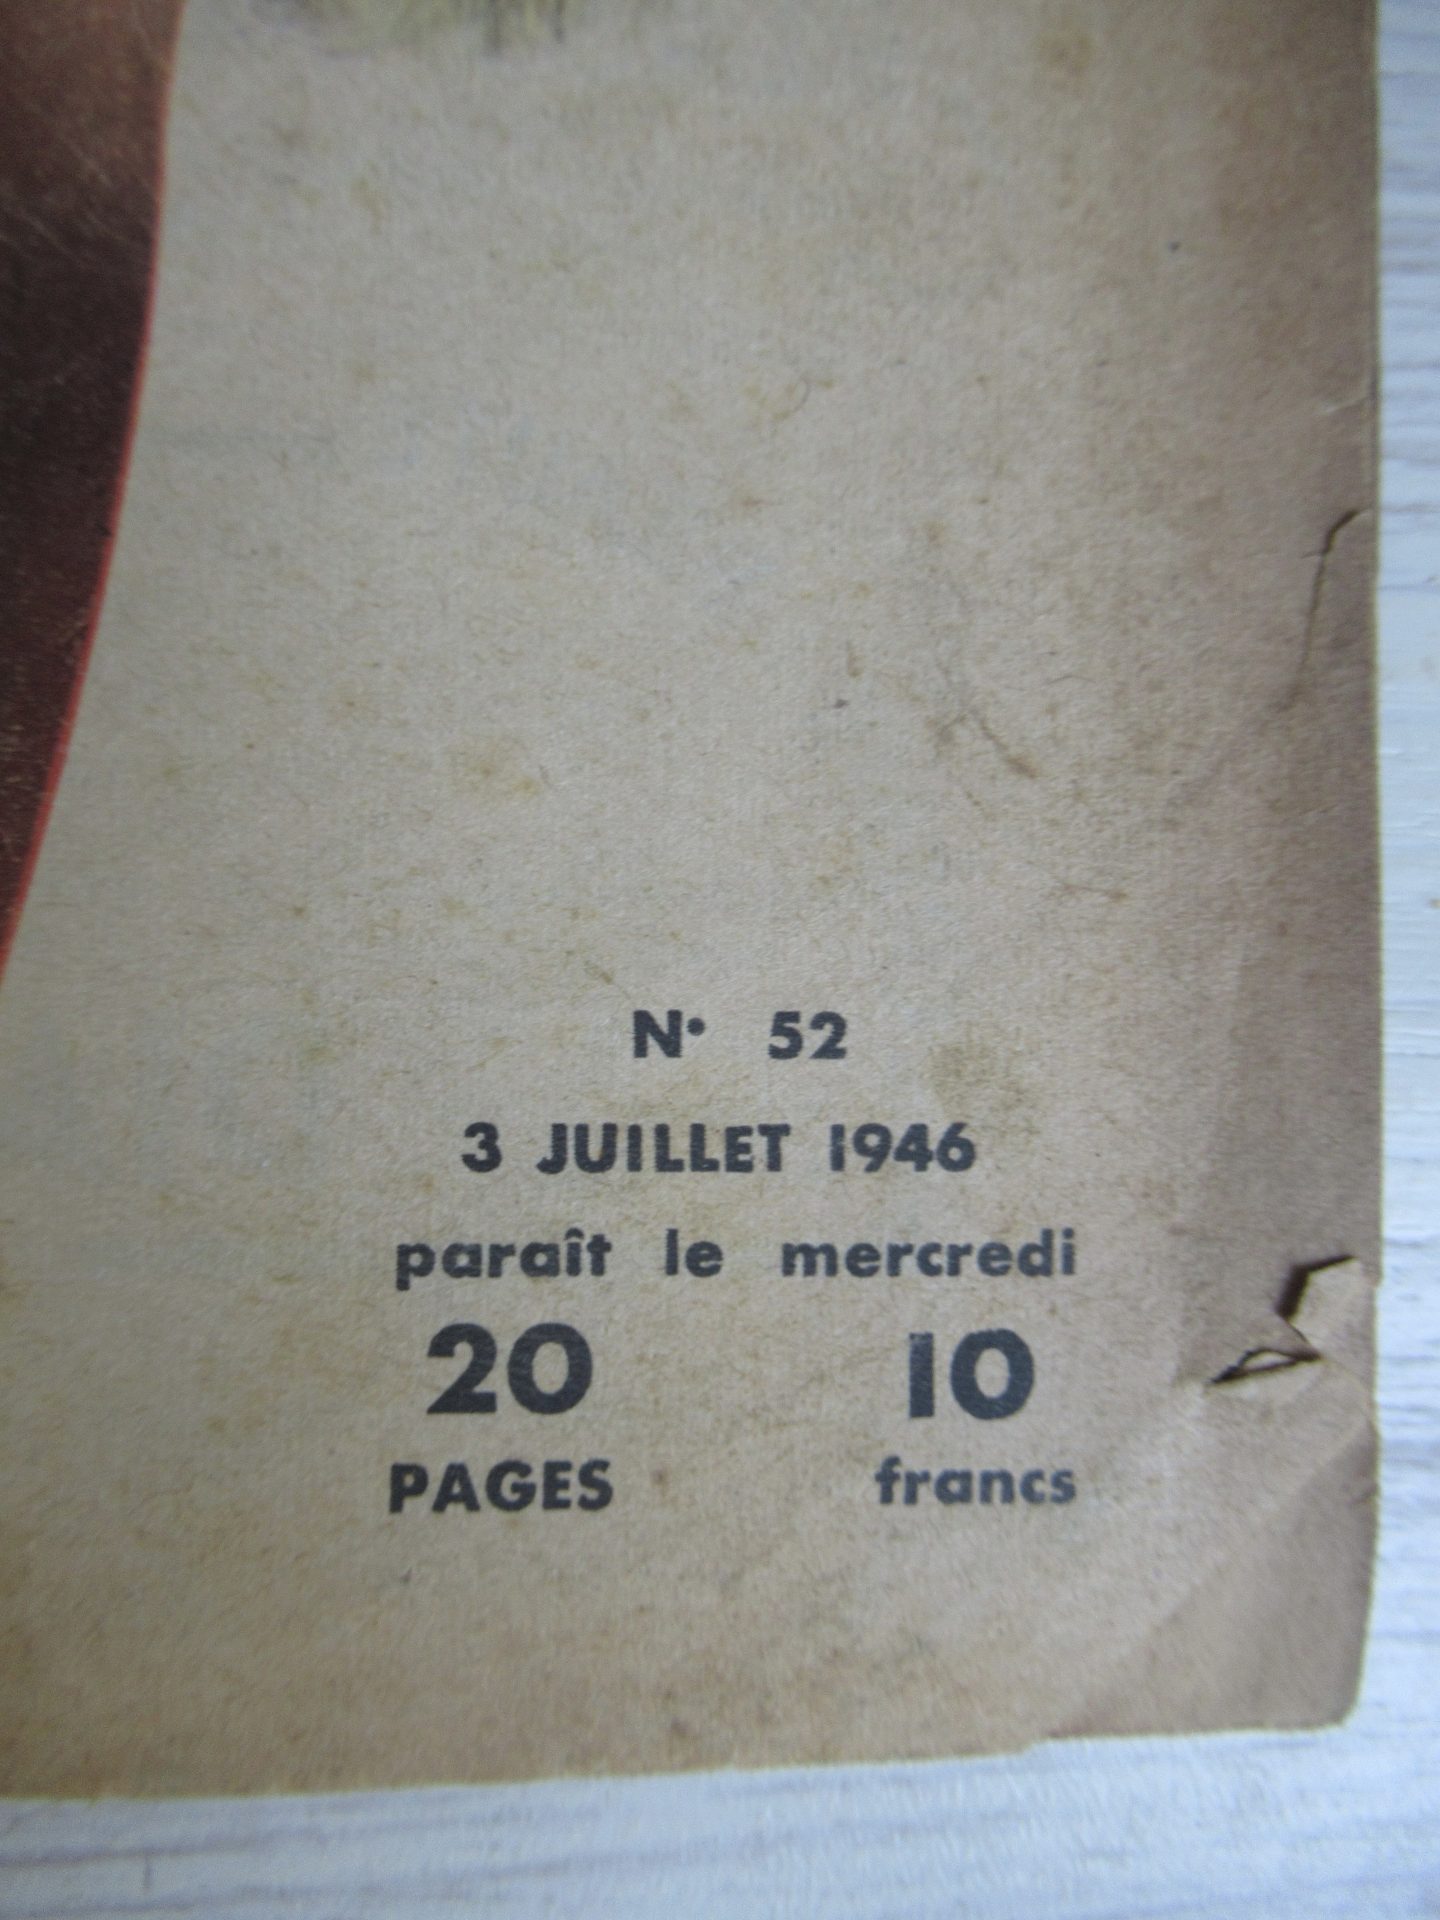 N• 52
3 JUILLET 1946
paraît le mercredi
20 10
PAGES francs